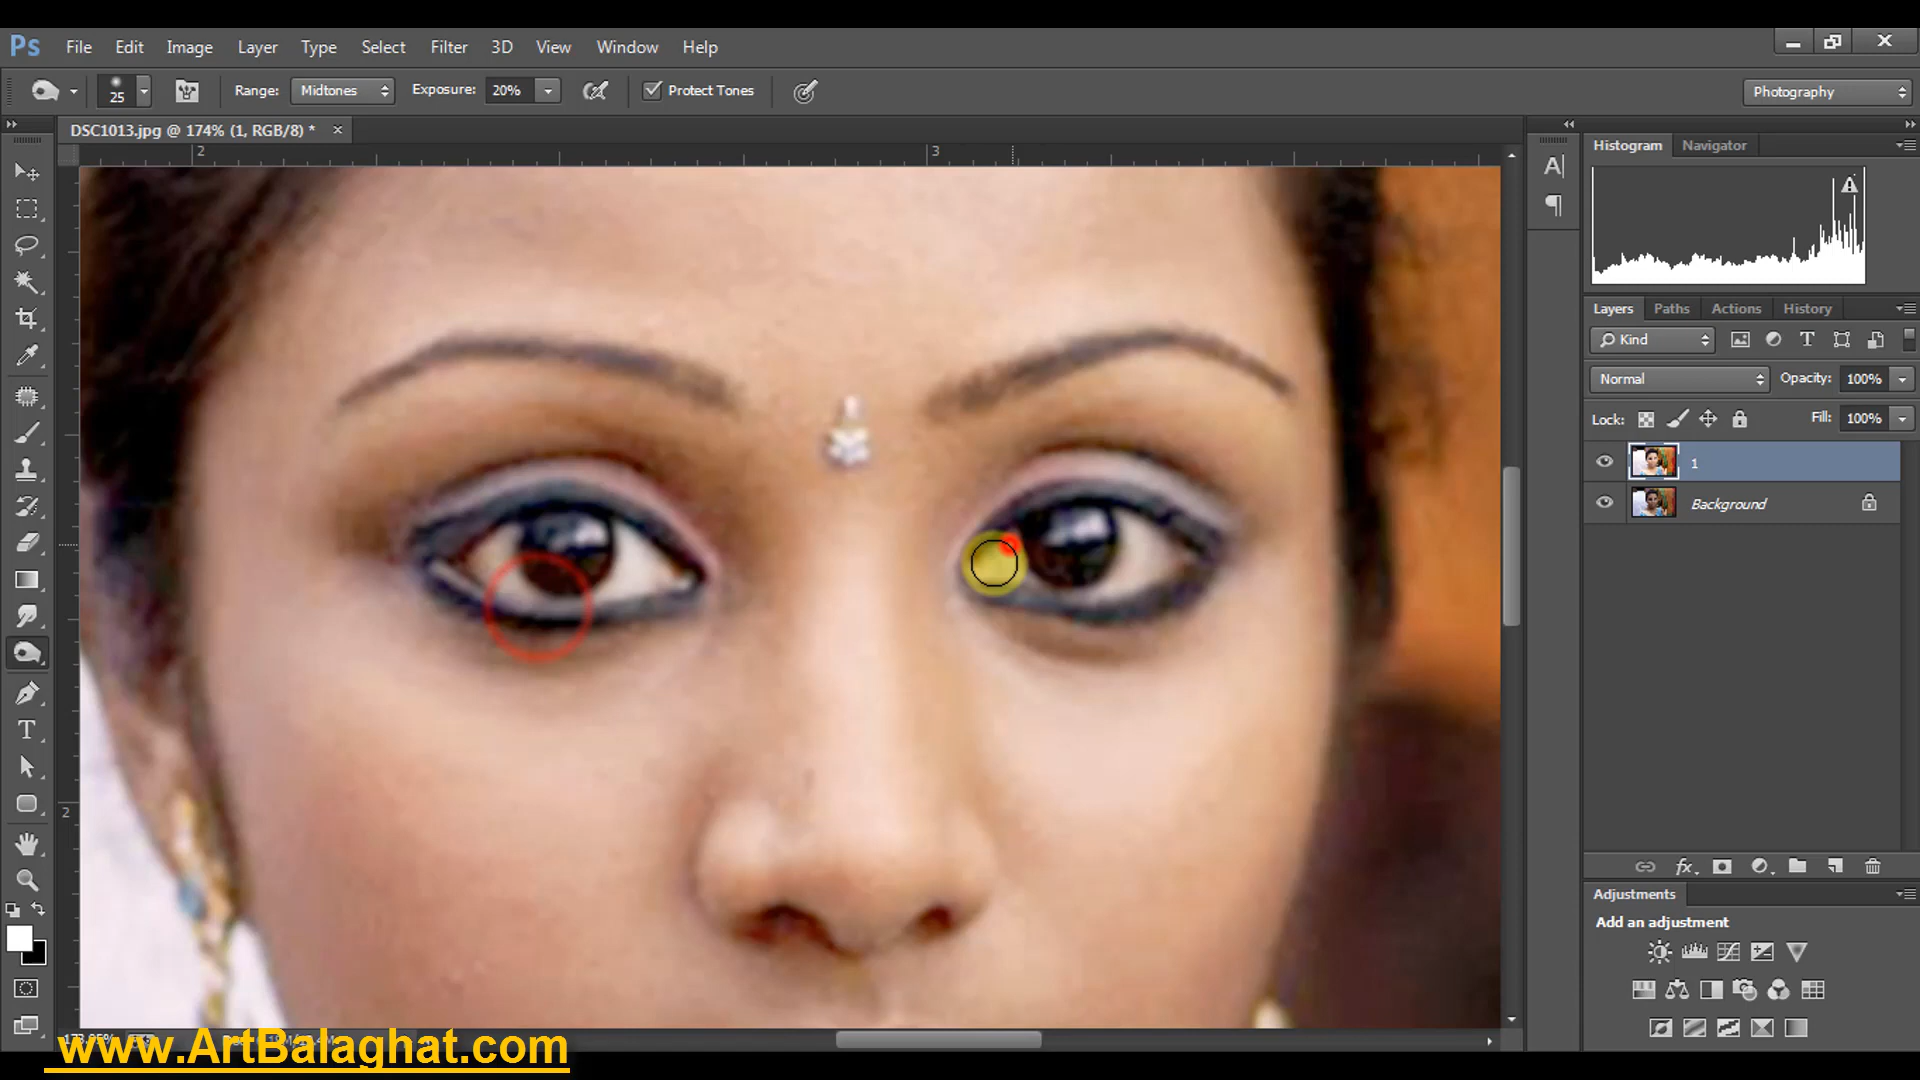 Ps File Edit Image Layer Type Select Filter 3D View Window Help
25 Range: Midtones Exposure: 20% Protect Tones Photography
DSC1013.jpg @ 174% (1, RGB/8) * ×
2 3
A
Histogram Navigator
Layers Paths Actions History
Kind
Normal Opacity: 100%
Lock: Fill: 100%
1
Background
T
2
Adjustments
Add an adjustment
www.ArtBalaghat.com